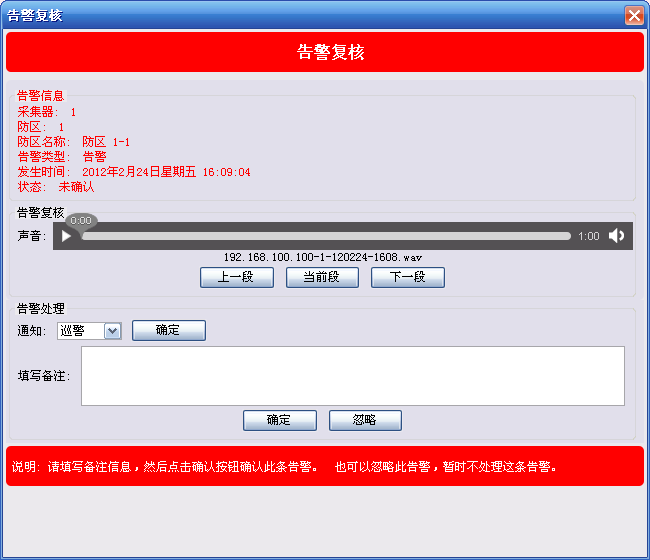 告警复核
告警复核
告警信息
采集器: 1
防区: 1
防区名称: 防区 1-1
告警类型: 告警
发生时间: 2012年2月24日星期五 16:09:04
状态: 未确认
告警复核
0:00
声音: 1:00
192.168.100.100-1-120224-1608.wav
上一段 当前段 下一段
告警处理
通知: 巡警 确定
填写备注:
确定 忽略
说明: 请填写备注信息，然后点击确认按钮确认此条告警。 也可以忽略此告警，暂时不处理这条告警。